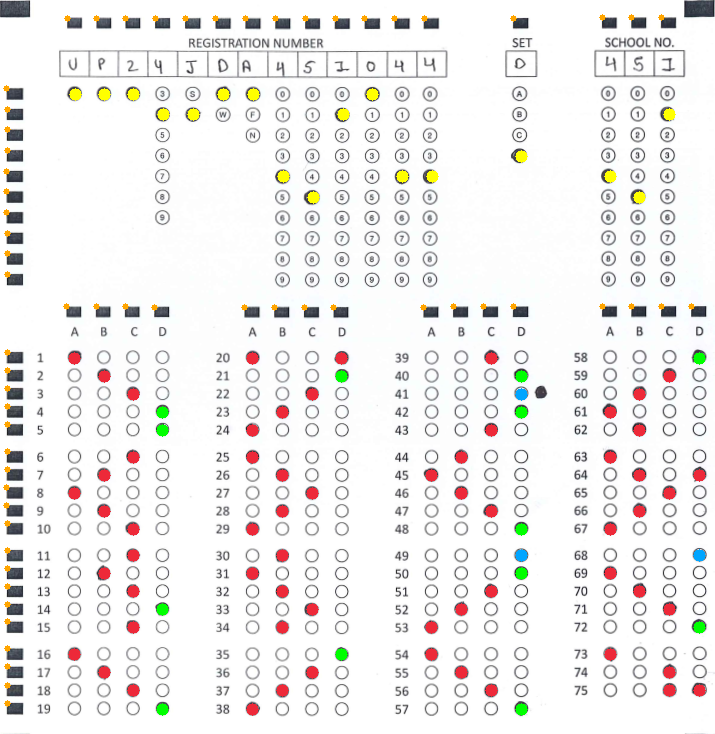 REGISTRATION NUMBER SET SCHOOL NO.
U P 2 4 J D A 4 5 I 0 4 4 D 4 5 I
3 S 0 0 0 0 0 A 0 0 0
W F 1 1 1 1 1 B 1 1
5 N 2 2 2 2 2 2 C 2 2 2
6 3 3 3 3 3 3 3 3 3
7 4 4 4 4 4
8 5 5 5 5 5 5 5
9 6 6 6 6 6 6 6 6 6
7 7 7 7 7 7 7 7 7
8 8 8 8 8 8 8 8 8
9 9 9 9 9 9 9 9 9
A B C D A B C D A B C D A B C D
1 20 39 58
2 21 40 59
3 22 41 60
4 23 42 61
5 24 43 62
6 25 44 63
7 26 45 64
8 27 46 65
9 28 47 66
10 29 48 67
11 30 49 68
12 31 50 69
13 32 51 70
14 33 52 71
15 34 53 72
16 35 54 73
17 36 55 74
18 37 56 75
19 38 57